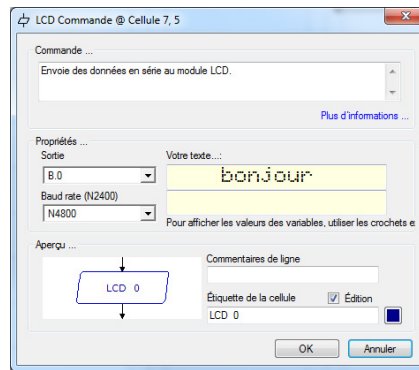 LCD Commande @ Cellule 7, 5
Commande ...
Envoie des données en série au module LCD.
Plus d'informations ...
Propriétés ...
Sortie
Votre texte...:
B.0
bonjour
Baud rate (N2400)
N4800
Pour afficher les valeurs des variables, utiliser les crochets e
Aperçu ...
Commentaires de ligne
LCD 0
Étiquette de la cellule
Édition
LCD 0
OK
Annuler